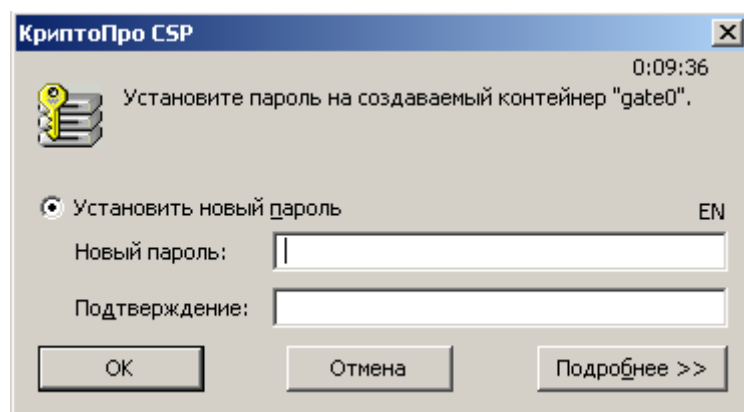 КриптоПро CSP
0:09:36
Установите пароль на создаваемый контейнер "gate0".
Установить новый пароль
EN
Новый пароль:
Подтверждение:
ОК
Отмена
Подробнее >>